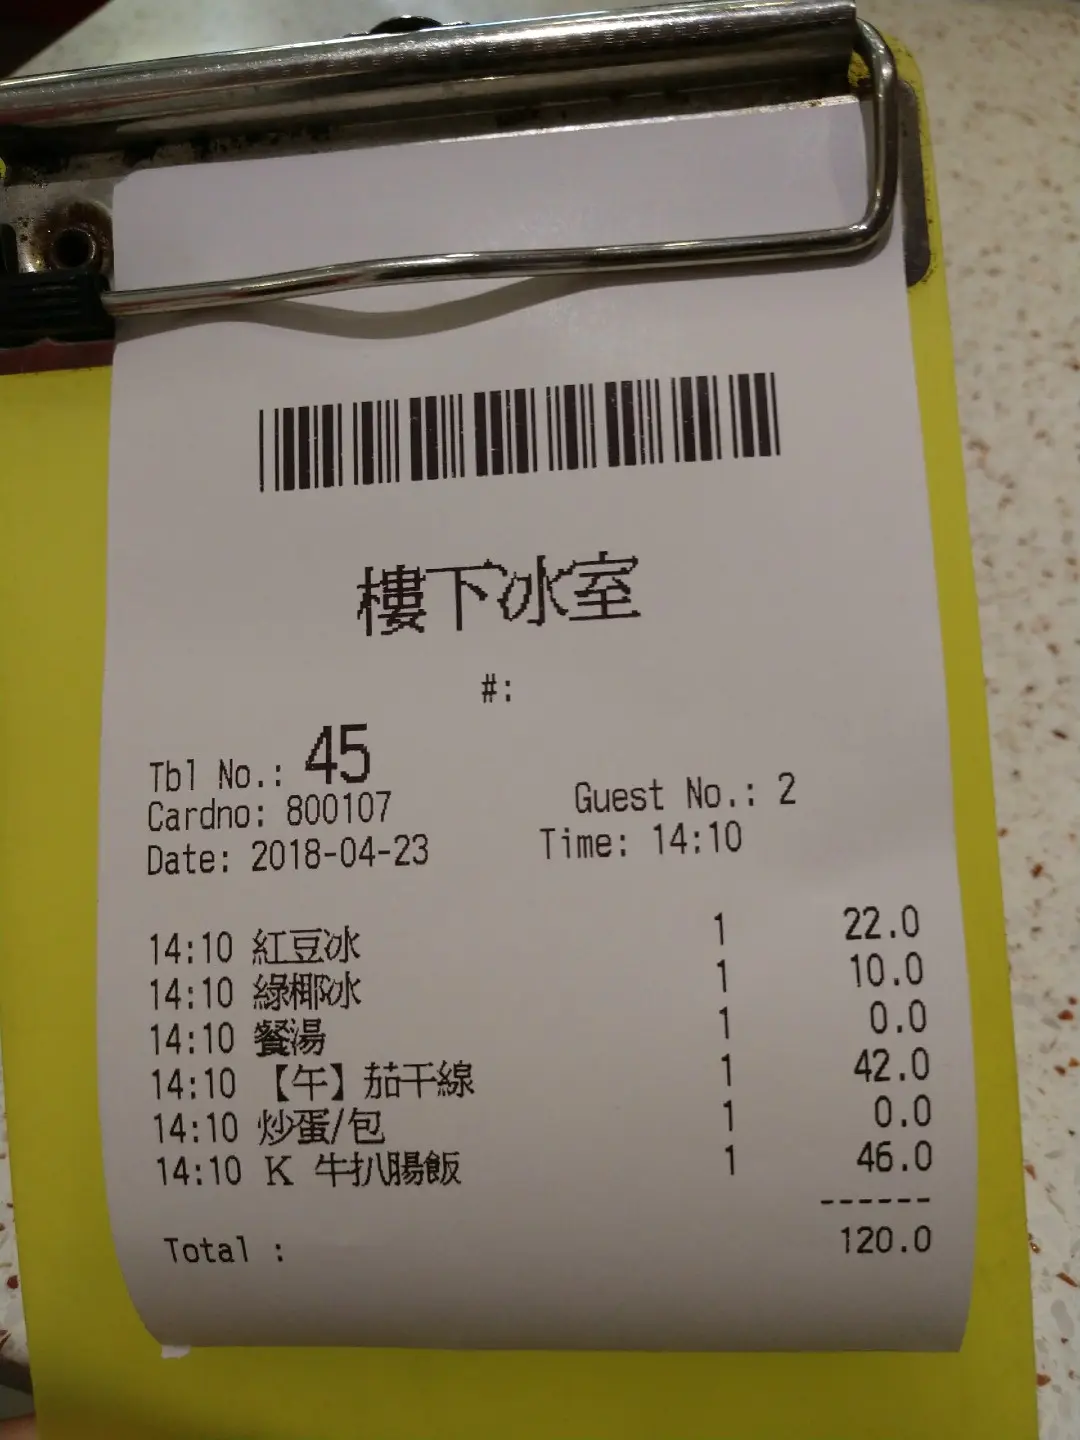 樓下冰室
#:
Tbl No.: 45
Cardno: 800107 Guest No.: 2
Date: 2018-04-23 Time: 14:10
14:10 紅豆冰 1 22.0
14:10 綠椰冰 1 10.0
14:10 餐湯 1 0.0
14:10 【午】茄干線 1 42.0
14:10 炒蛋/包 1 0.0
14:10 K 牛扒腸飯 1 46.0
------
Total : 120.0